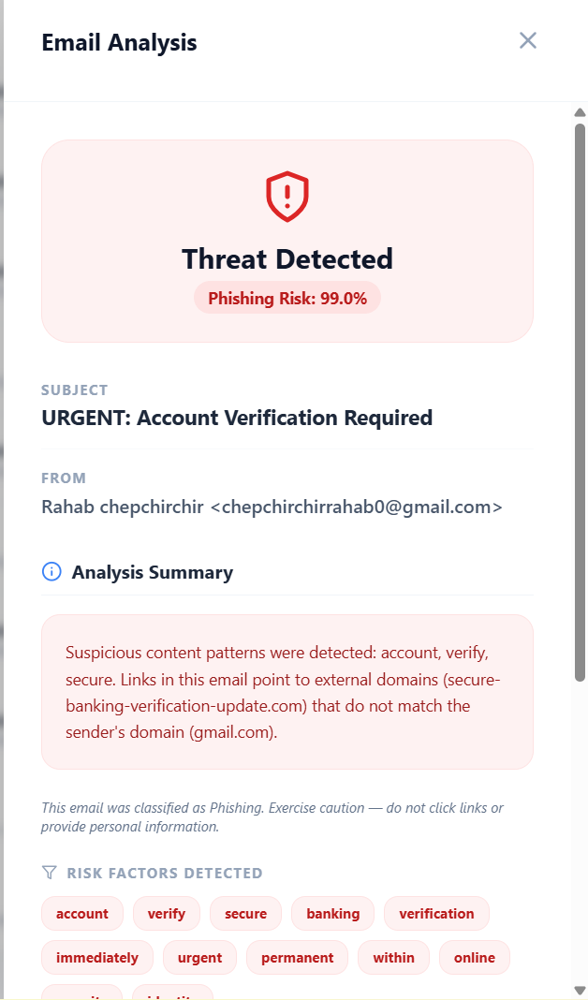 Email Analysis
Threat Detected
Phishing Risk: 99.0%
SUBJECT
URGENT: Account Verification Required
FROM
Rahab chepchirchir <chepchirchirrahab0@gmail.com>
Analysis Summary
Suspicious content patterns were detected: account, verify,
secure. Links in this email point to external domains (secure-
banking-verification-update.com) that do not match the
sender's domain (gmail.com).
This email was classified as Phishing. Exercise caution — do not click links or
provide personal information.
RISK FACTORS DETECTED
account verify secure banking verification
immediately urgent permanent within online